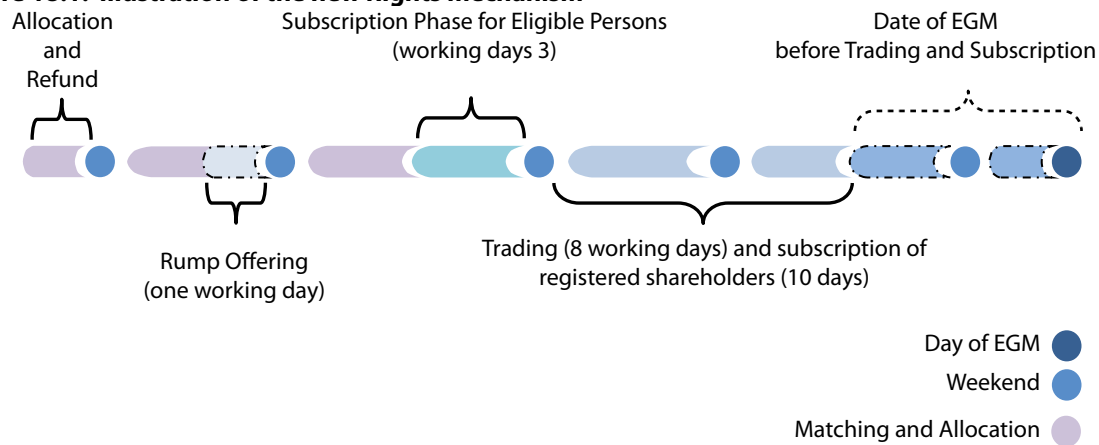 Allocation
and
Refund
Subscription Phase for Eligible Persons
(working days 3)
Date of EGM
before Trading and Subscription
Rump Offering
(one working day)
Trading (8 working days) and subscription of
registered shareholders (10 days)
Day of EGM
Weekend
Matching and Allocation